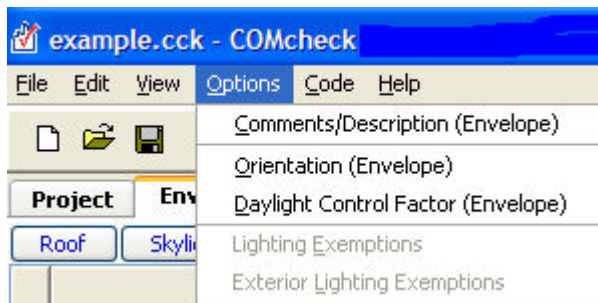 example.cck - COMcheck
File Edit View Options Code Help
Comments/Description (Envelope)
Orientation (Envelope)
Daylight Control Factor (Envelope)
Lighting Exemptions
Exterior Lighting Exemptions
Project
Roof